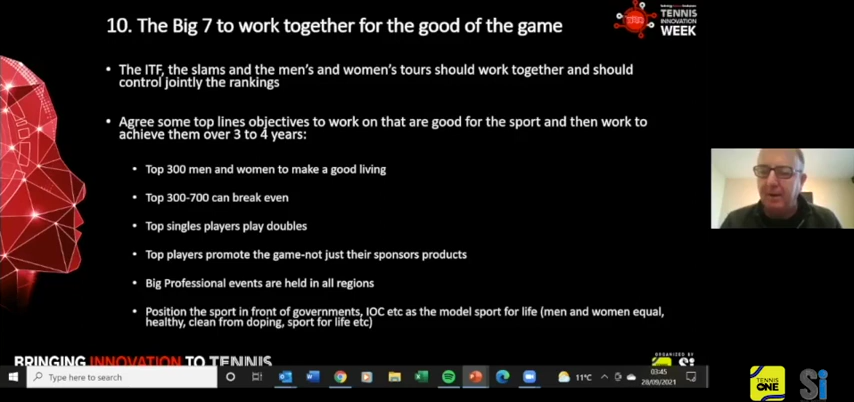 10. The Big 7 to work together for the good of the game
TENNIS
INNOVATION
WEEK
• The ITF, the slams and the men's and women's tours should work together and should
control jointly the rankings
• Agree some top lines objectives to work on that are good for the sport and then work to
achieve them over 3 to 4 years:
• Top 300 men and women to make a good living
• Top 300-700 can break even
• Top singles players play doubles
• Top players promote the game-not just their sponsors products
• Big Professional events are held in all regions
• Position the sport in front of governments, IOC etc as the model sport for life (men and women equal,
healthy, clean from doping, sport for life etc)
BRINGING INNOVATION TO TENNIS
ORGANIZED BY
Type here to search
11°C
03:45
28/09/2021
TENNIS
ONE
Si